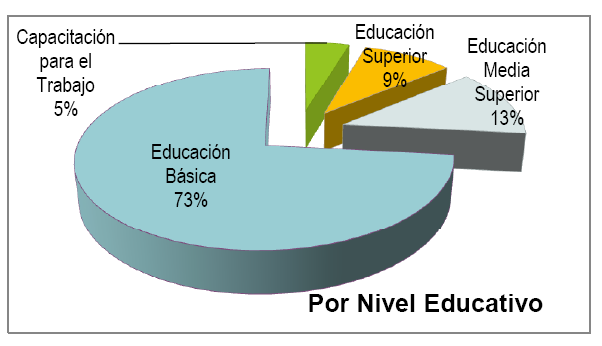 Capacitación
para el
Trabajo
5%
Educación
Superior
9%
Educación
Media
Superior
13%
Educación
Básica
73%
Por Nivel Educativo